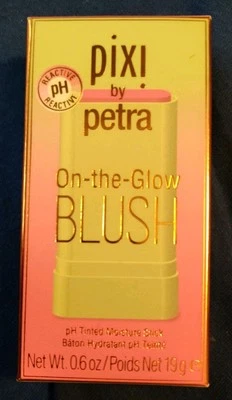 pixi
by
petra
REACTIVE
pH
REACTIVE
On-the-Glow
BLUSH
pH Tinted Moisture Stick
Bâton Hydratant pH Teinté
Net Wt. 0.6 oz/Poids Net 19 g ℮